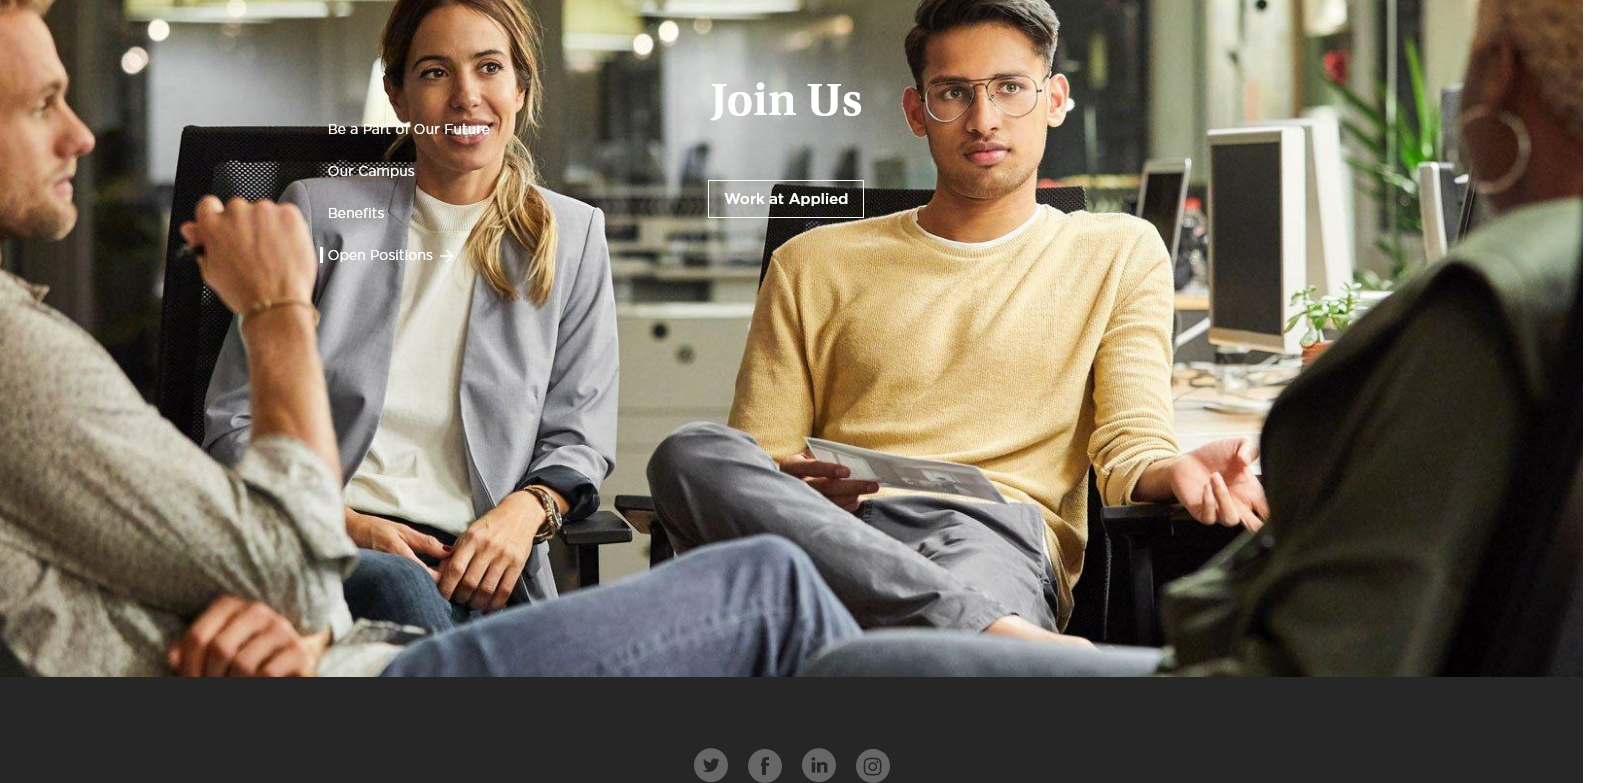 Join Us
Be a Part of Our Future
Our Campus
Work at Applied
Benefits
Open Positions →